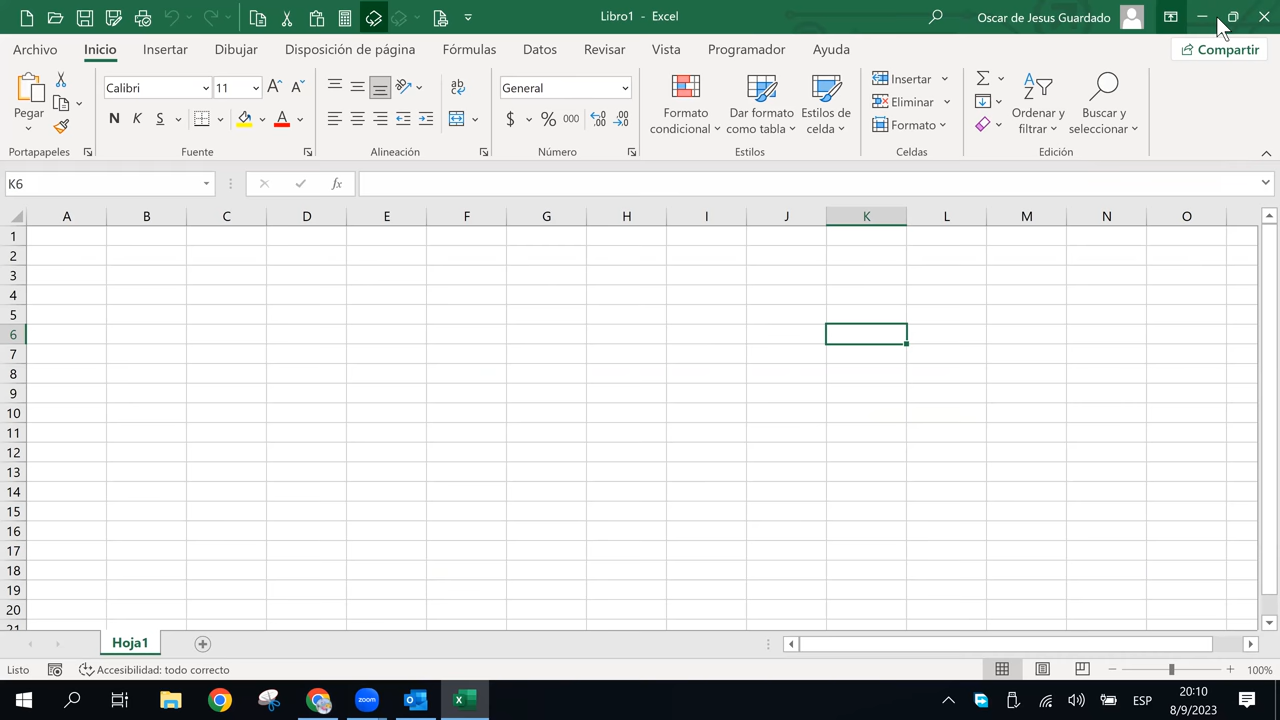 Libro1 - Excel
Oscar de Jesus Guardado
Archivo Inicio Insertar Dibujar Disposición de página Fórmulas Datos Revisar Vista Programador Ayuda
Compartir
Pegar
Calibri 11
N K S
General
$ % 000
Formato condicional
Dar formato como tabla
Estilos de celda
Insertar
Eliminar
Formato
Ordenar y filtrar
Buscar y seleccionar
Portapapeles Fuente Alineación Número Estilos Celdas Edición
K6
fx
A B C D E F G H I J K L M N O
1
2
3
4
5
6
7
8
9
10
11
12
13
14
15
16
17
18
19
20
21
Hoja1
Listo
Accesibilidad: todo correcto
100%
zoom
ESP
20:10
8/9/2023